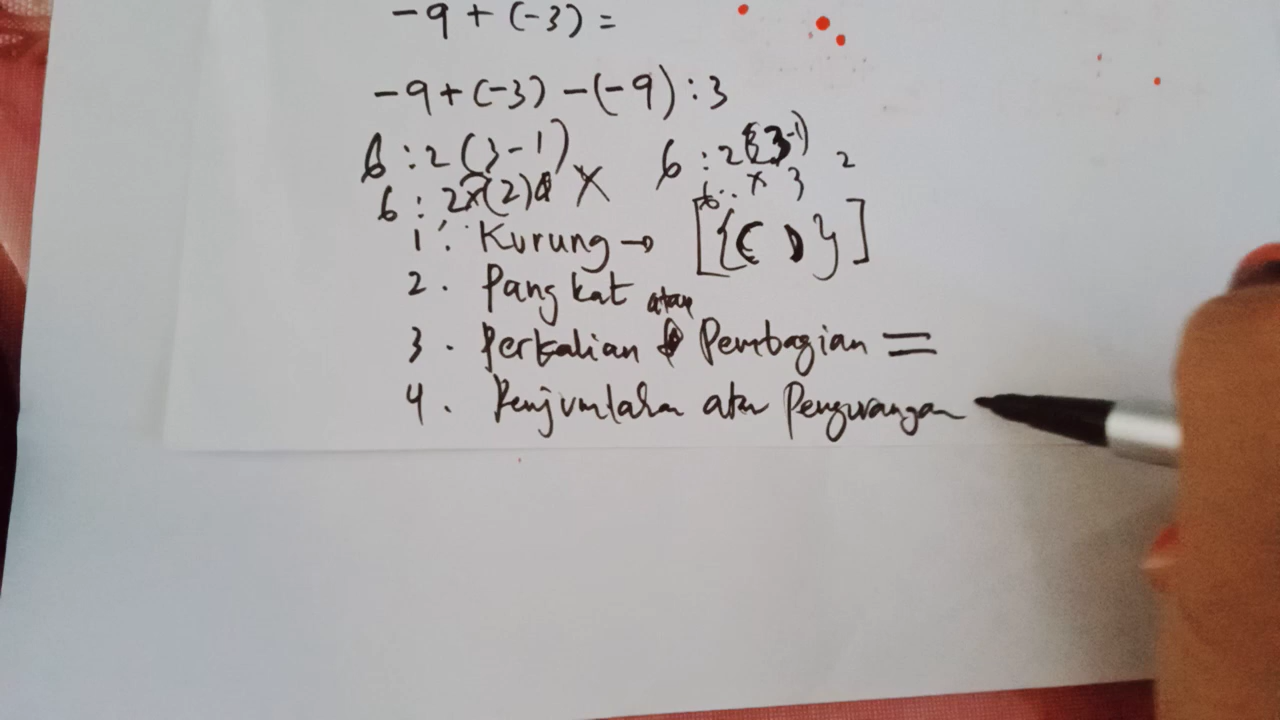 -9 + (-3) =
-9 + (-3) - (-9) : 3
6 : 2 (3-1) 6 : 2 (3-1)
6 : 2x(2) X 6 : x 3 2
1. Kurung → [{( )}]
2. Pangkat
atau
3. Perkalian Pembagian =
4. Penjumlahan atau Pengurangan